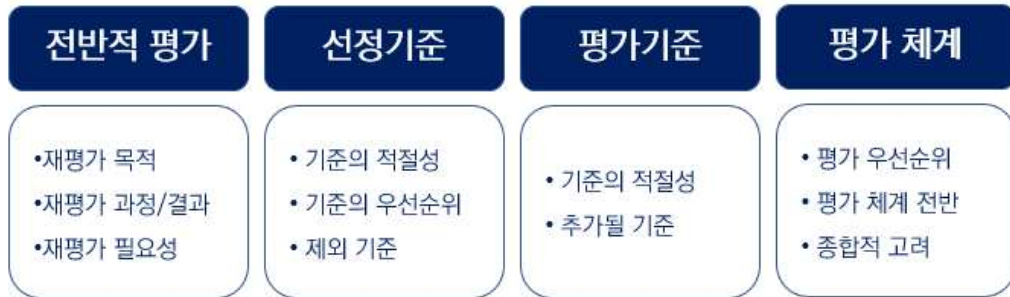 전반적 평가
•재평가 목적
•재평가 과정/결과
•재평가 필요성
선정기준
• 기준의 적절성
• 기준의 우선순위
• 제외 기준
평가기준
• 기준의 적절성
• 추가될 기준
평가 체계
• 평가 우선순위
• 평가 체계 전반
• 종합적 고려